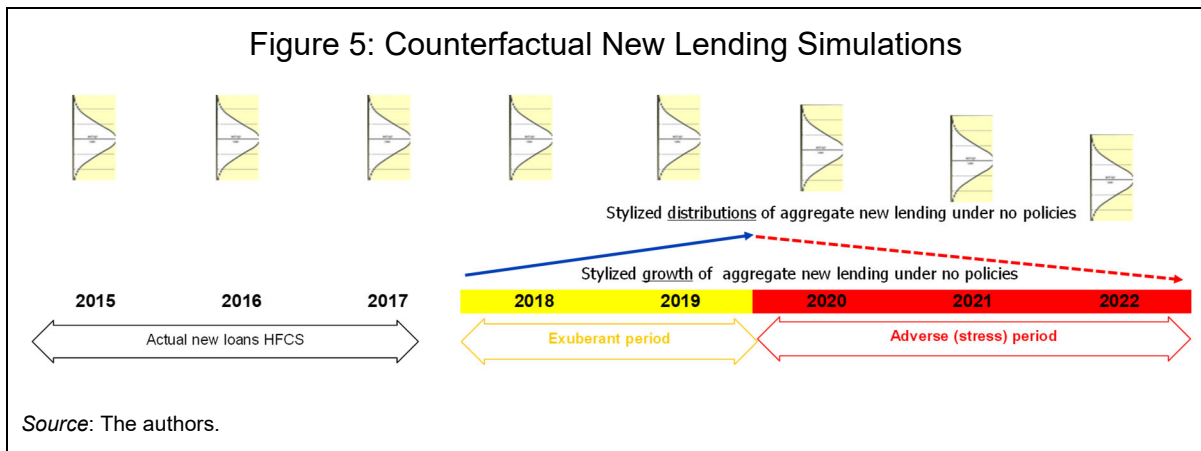 Figure 5: Counterfactual New Lending Simulations
Stylized distributions of aggregate new lending under no policies
Stylized growth of aggregate new lending under no policies
2015 2016 2017 2018 2019 2020 2021 2022
Actual new loans HFCS Exuberant period Adverse (stress) period
Source: The authors.